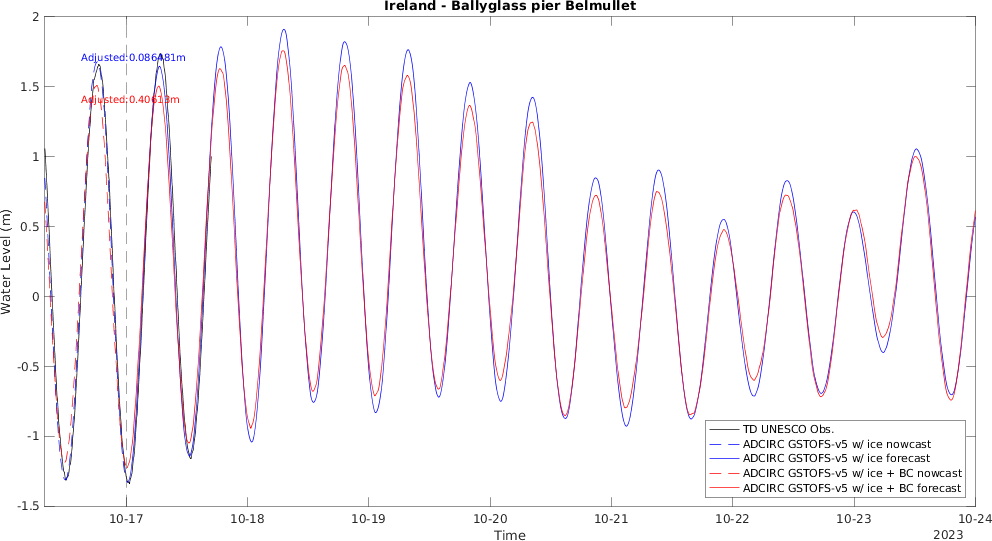 Ireland - Ballyglass pier Belmullet
2
1.5
1
0.5
0
-0.5
-1
-1.5
Water Level (m)
Adjusted:0.086481m
Adjusted:0.40613m
TD UNESCO Obs.
ADCIRC GSTOFS-v5 w/ ice nowcast
ADCIRC GSTOFS-v5 w/ ice forecast
ADCIRC GSTOFS-v5 w/ ice + BC nowcast
ADCIRC GSTOFS-v5 w/ ice + BC forecast
10-17 10-18 10-19 10-20 10-21 10-22 10-23 10-24
Time
2023